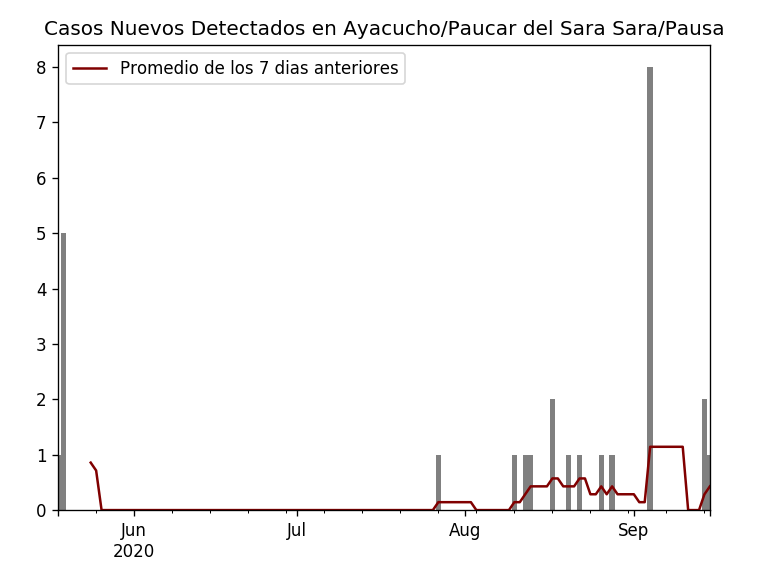 Casos Nuevos Detectados en Ayacucho/Paucar del Sara Sara/Pausa
Promedio de los 7 dias anteriores
8
7
6
5
4
3
2
1
0
Jun
2020
Jul
Aug
Sep